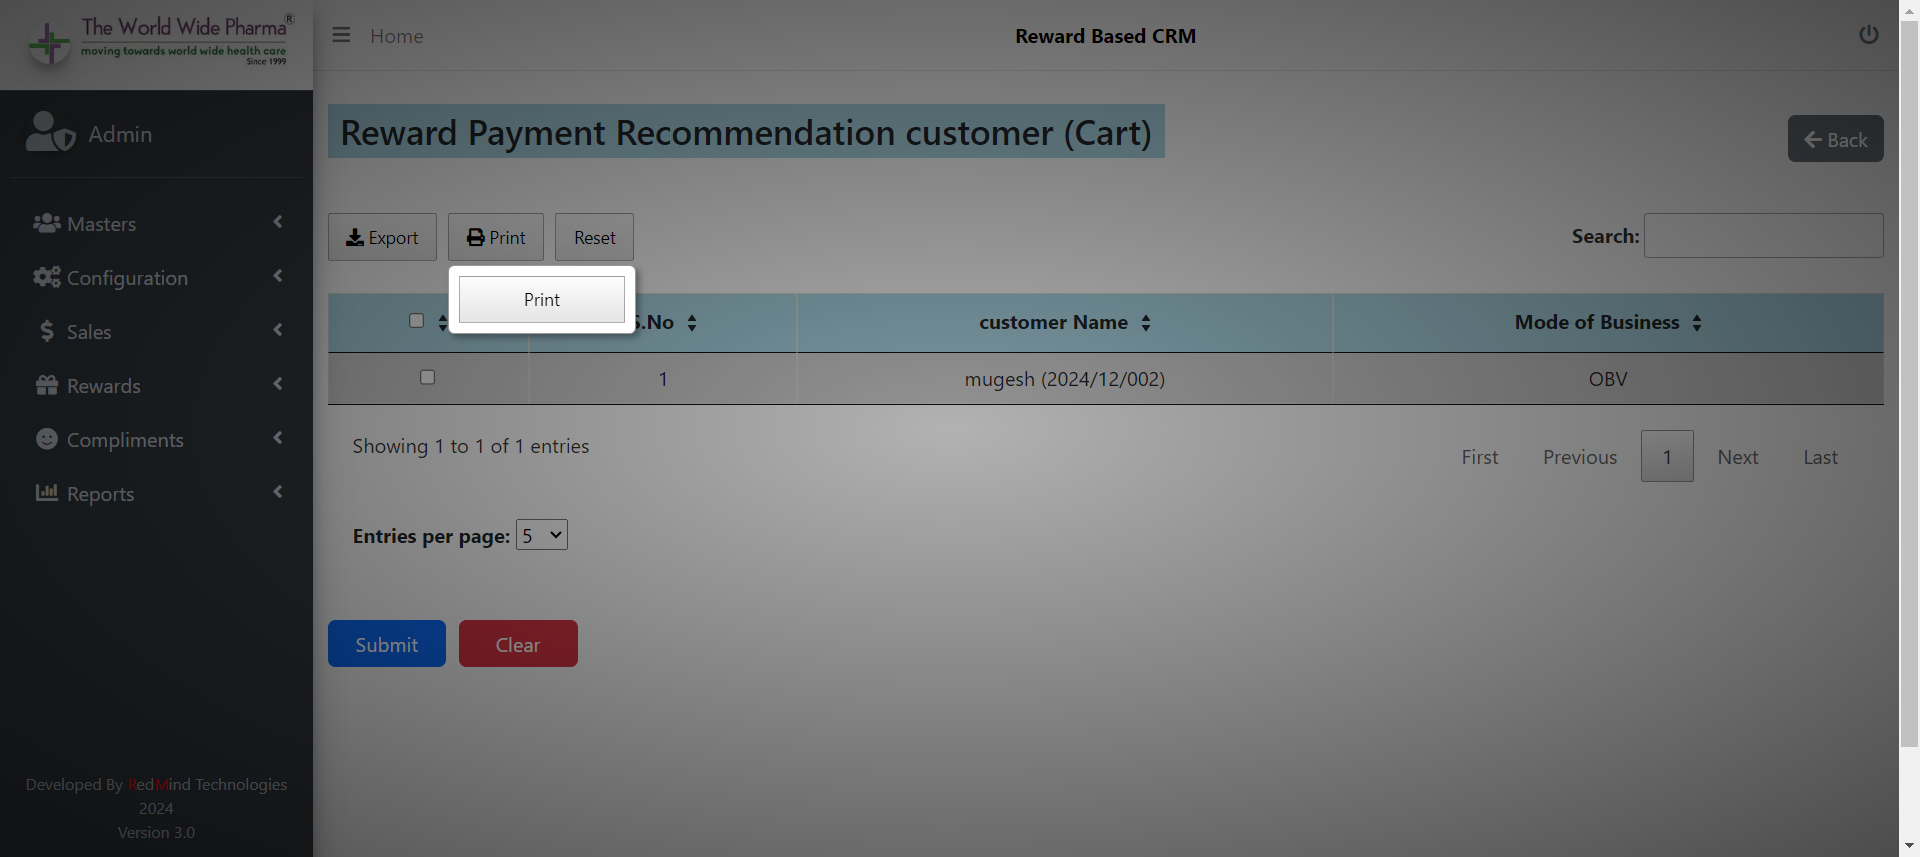 The World Wide Pharma®
moving towards world wide health care
Since 1999
Home
Reward Based CRM
Admin
Masters
Configuration
Sales
Rewards
Compliments
Reports
Developed By RedMind Technologies
2024
Version 3.0
Reward Payment Recommendation customer (Cart)
Back
Export Print Reset
Search:
Print
S.No customer Name Mode of Business
1 mugesh (2024/12/002) OBV
Showing 1 to 1 of 1 entries
First Previous 1 Next Last
Entries per page: 5
Submit Clear